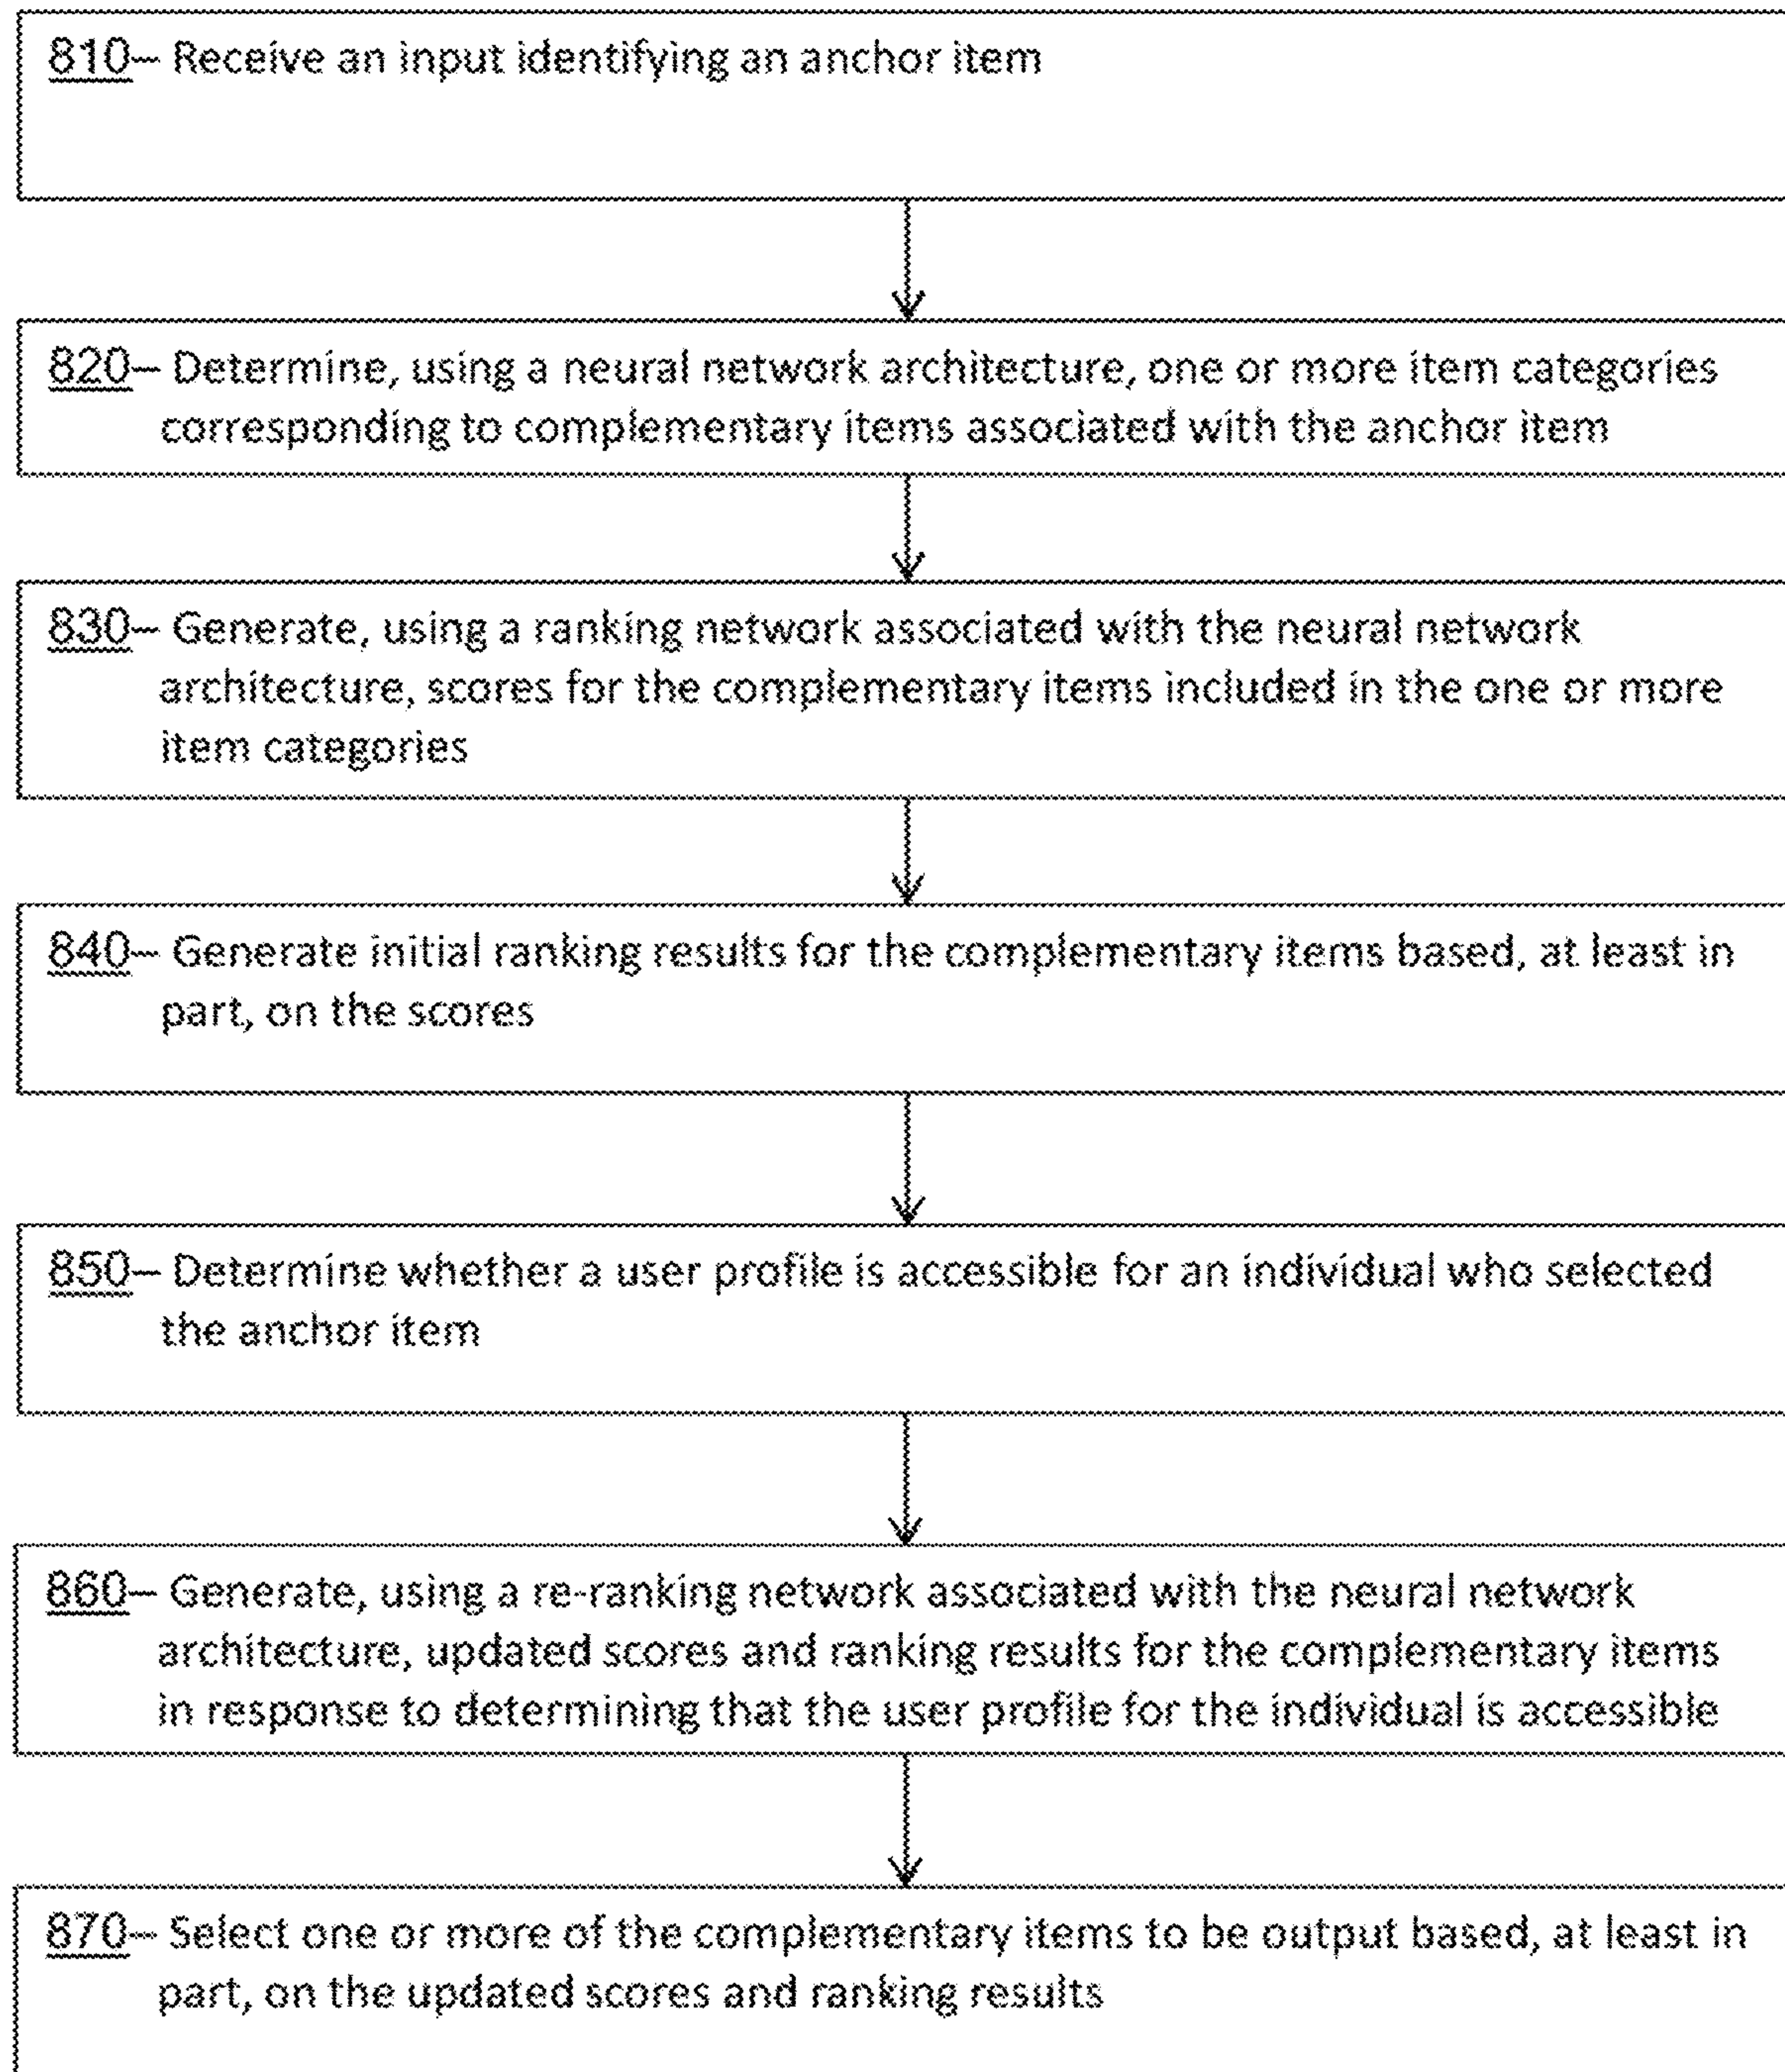 810– Receive an input identifying an anchor item
820– Determine, using a neural network architecture, one or more item categories
corresponding to complementary items associated with the anchor item
830– Generate, using a ranking network associated with the neural network
architecture, scores for the complementary items included in the one or more
item categories
840– Generate initial ranking results for the complementary items based, at least in
part, on the scores
850– Determine whether a user profile is accessible for an individual who selected
the anchor item
860– Generate, using a re-ranking network associated with the neural network
architecture, updated scores and ranking results for the complementary items
in response to determining that the user profile for the individual is accessible
870– Select one or more of the complementary items to be output based, at least in
part, on the updated scores and ranking results